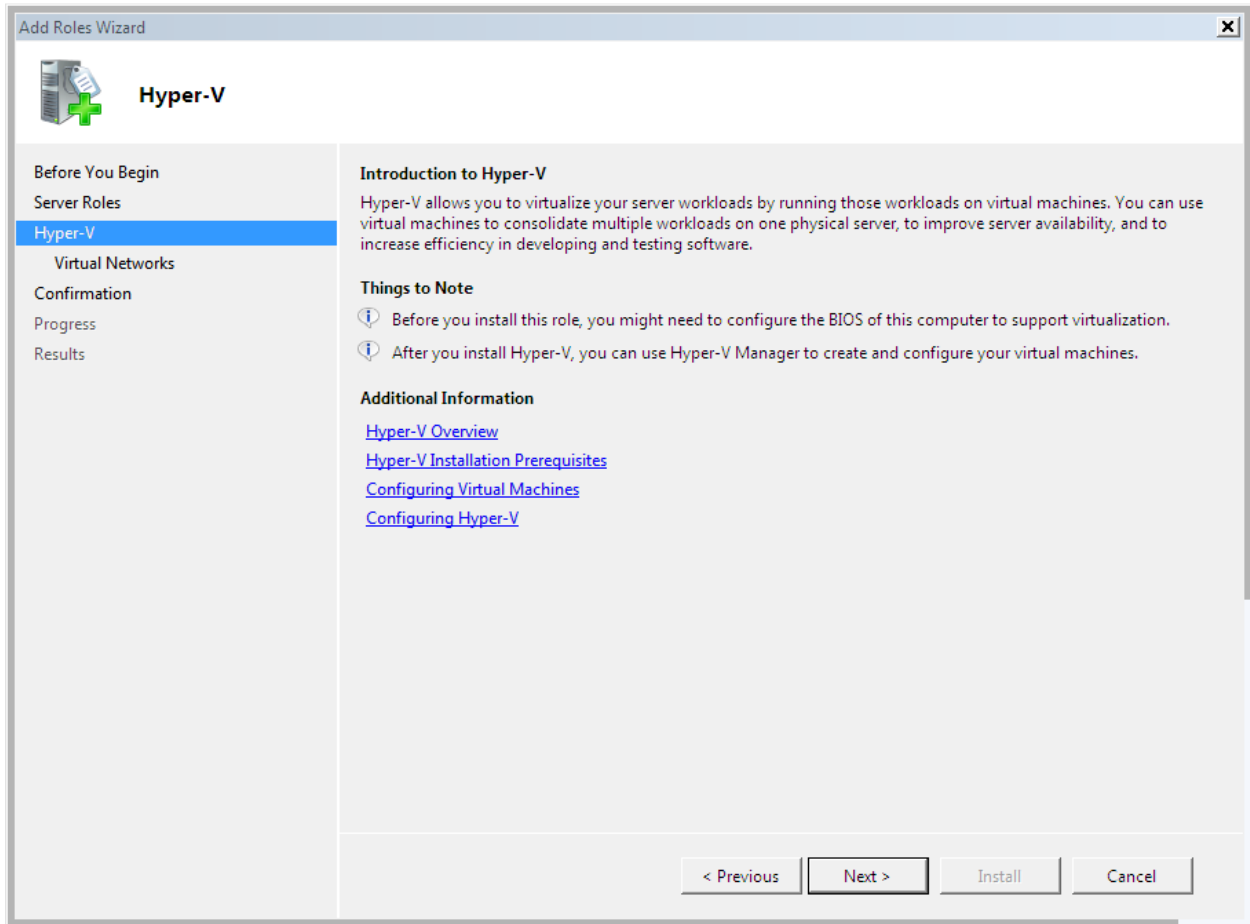 Add Roles Wizard
Hyper-V
Before You Begin
Server Roles
Hyper-V
Virtual Networks
Confirmation
Progress
Results
Introduction to Hyper-V
Hyper-V allows you to virtualize your server workloads by running those workloads on virtual machines. You can use
virtual machines to consolidate multiple workloads on one physical server, to improve server availability, and to
increase efficiency in developing and testing software.
Things to Note
Before you install this role, you might need to configure the BIOS of this computer to support virtualization.
After you install Hyper-V, you can use Hyper-V Manager to create and configure your virtual machines.
Additional Information
Hyper-V Overview
Hyper-V Installation Prerequisites
Configuring Virtual Machines
Configuring Hyper-V
< Previous
Next >
Install
Cancel